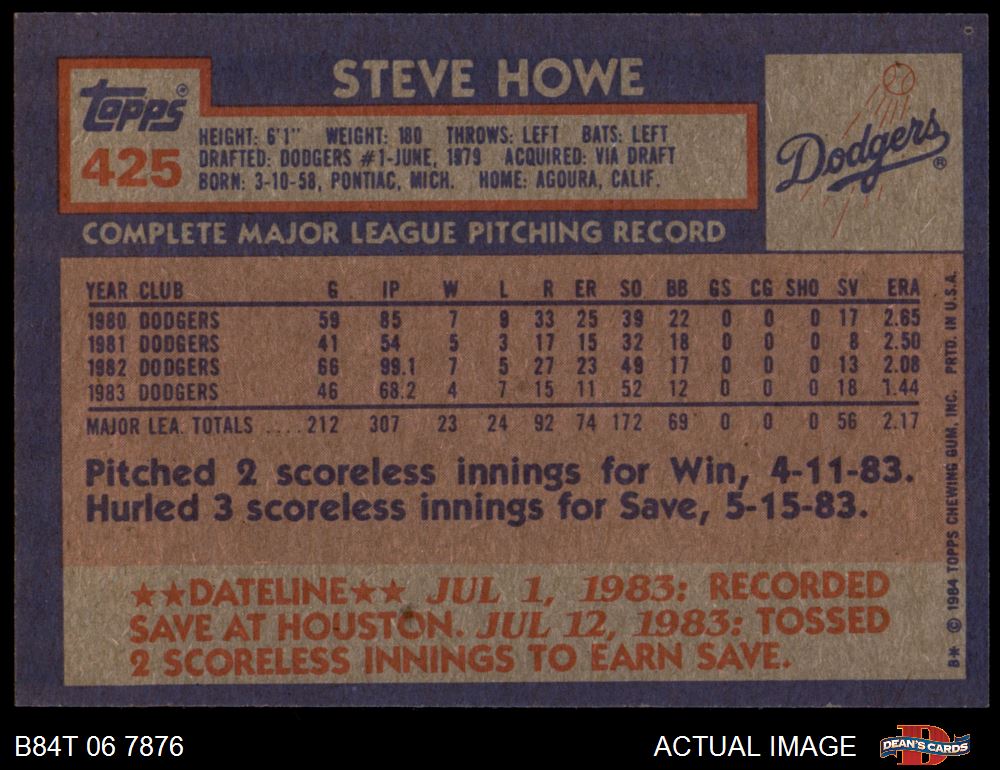 STEVE HOWE
Topps®
425
HEIGHT: 6'1" WEIGHT: 180 THROWS: LEFT BATS: LEFT
DRAFTED: DODGERS #1-JUNE, 1979 ACQUIRED: VIA DRAFT
BORN: 3-10-58, PONTIAC, MICH. HOME: AGOURA, CALIF.
Dodgers®
COMPLETE MAJOR LEAGUE PITCHING RECORD
YEAR CLUB G IP W L R ER SO BB GS CG SHO SV ERA
1980 DODGERS 59 85 7 9 33 25 39 22 0 0 0 17 2.65
1981 DODGERS 41 54 5 3 17 15 32 18 0 0 0 8 2.50
1982 DODGERS 66 99.1 7 5 27 23 49 17 0 0 0 13 2.08
1983 DODGERS 46 68.2 4 7 15 11 52 12 0 0 0 18 1.44
MAJOR LEA. TOTALS .... 212 307 23 24 92 74 172 69 0 0 0 56 2.17
Pitched 2 scoreless innings for Win, 4-11-83.
Hurled 3 scoreless innings for Save, 5-15-83.
★★DATELINE★★ JUL 1, 1983: RECORDED
SAVE AT HOUSTON. JUL 12, 1983: TOSSED
2 SCORELESS INNINGS TO EARN SAVE.
B* © 1984 TOPPS CHEWING GUM, INC. PRTD. IN U.S.A.
B84T 06 7876
ACTUAL IMAGE
DEAN'S CARDS